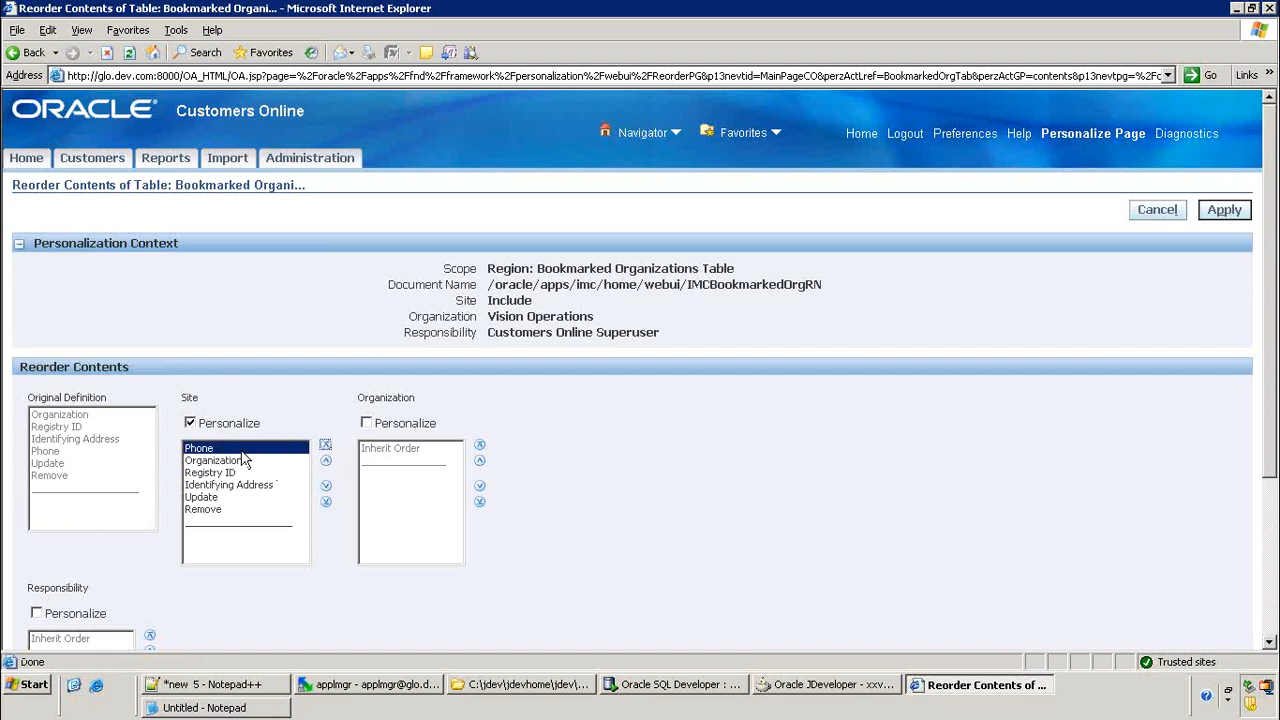 Reorder Contents of Table: Bookmarked Organi... - Microsoft Internet Explorer
File Edit View Favorites Tools Help
Back Search Favorites
Address http://glo.dev.com:8000/OA_HTML/OA.jsp?page=%2Foracle%2Fapps%2Ffnd%2Fframework%2Fpersonalization%2Fwebui%2FReorderPG&p13nevtid=MainPageCO&perzActLref=BookmarkedOrgTab&perzActGP=contents&p13nevtpg=%2Fc Go Links
ORACLE Customers Online
Navigator Favorites Home Logout Preferences Help Personalize Page Diagnostics
Home Customers Reports Import Administration
Reorder Contents of Table: Bookmarked Organi...
Cancel Apply
Personalization Context
Scope Region: Bookmarked Organizations Table
Document Name /oracle/apps/imc/home/webui/IMCBookmarkedOrgRN
Site Include
Organization Vision Operations
Responsibility Customers Online Superuser
Reorder Contents
Original Definition
Organization
Registry ID
Identifying Address
Phone
Update
Remove
Site
Personalize
Phone
Organization
Registry ID
Identifying Address
Update
Remove
Organization
Personalize
Inherit Order
Responsibility
Personalize
Inherit Order
Done Trusted sites
Start *new 5 - Notepad++ applmgr - applmgr@glo.d... C:\jdev\jdevhome\jdev\... Oracle SQL Developer : ... Oracle JDeveloper - xxv... Reorder Contents of ...
Untitled - Notepad